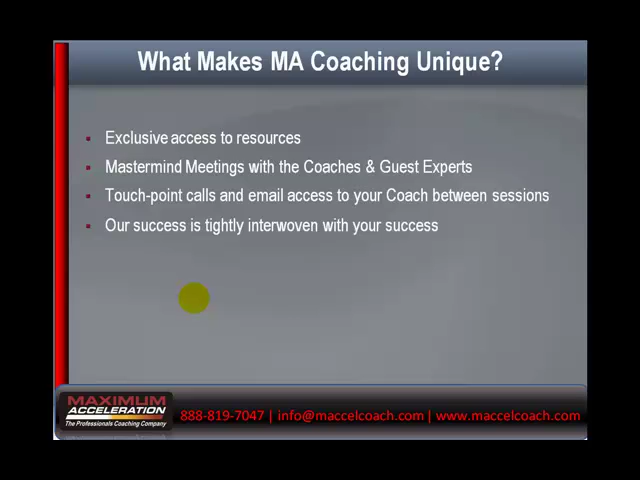 What Makes MA Coaching Unique?
Exclusive access to resources
Mastermind Meetings with the Coaches & Guest Experts
Touch-point calls and email access to your Coach between sessions
Our success is tightly interwoven with your success
MAXIMUM
ACCELERATION
The Professionals Coaching Company
888-819-7047 | info@maccelcoach.com | www.maccelcoach.com